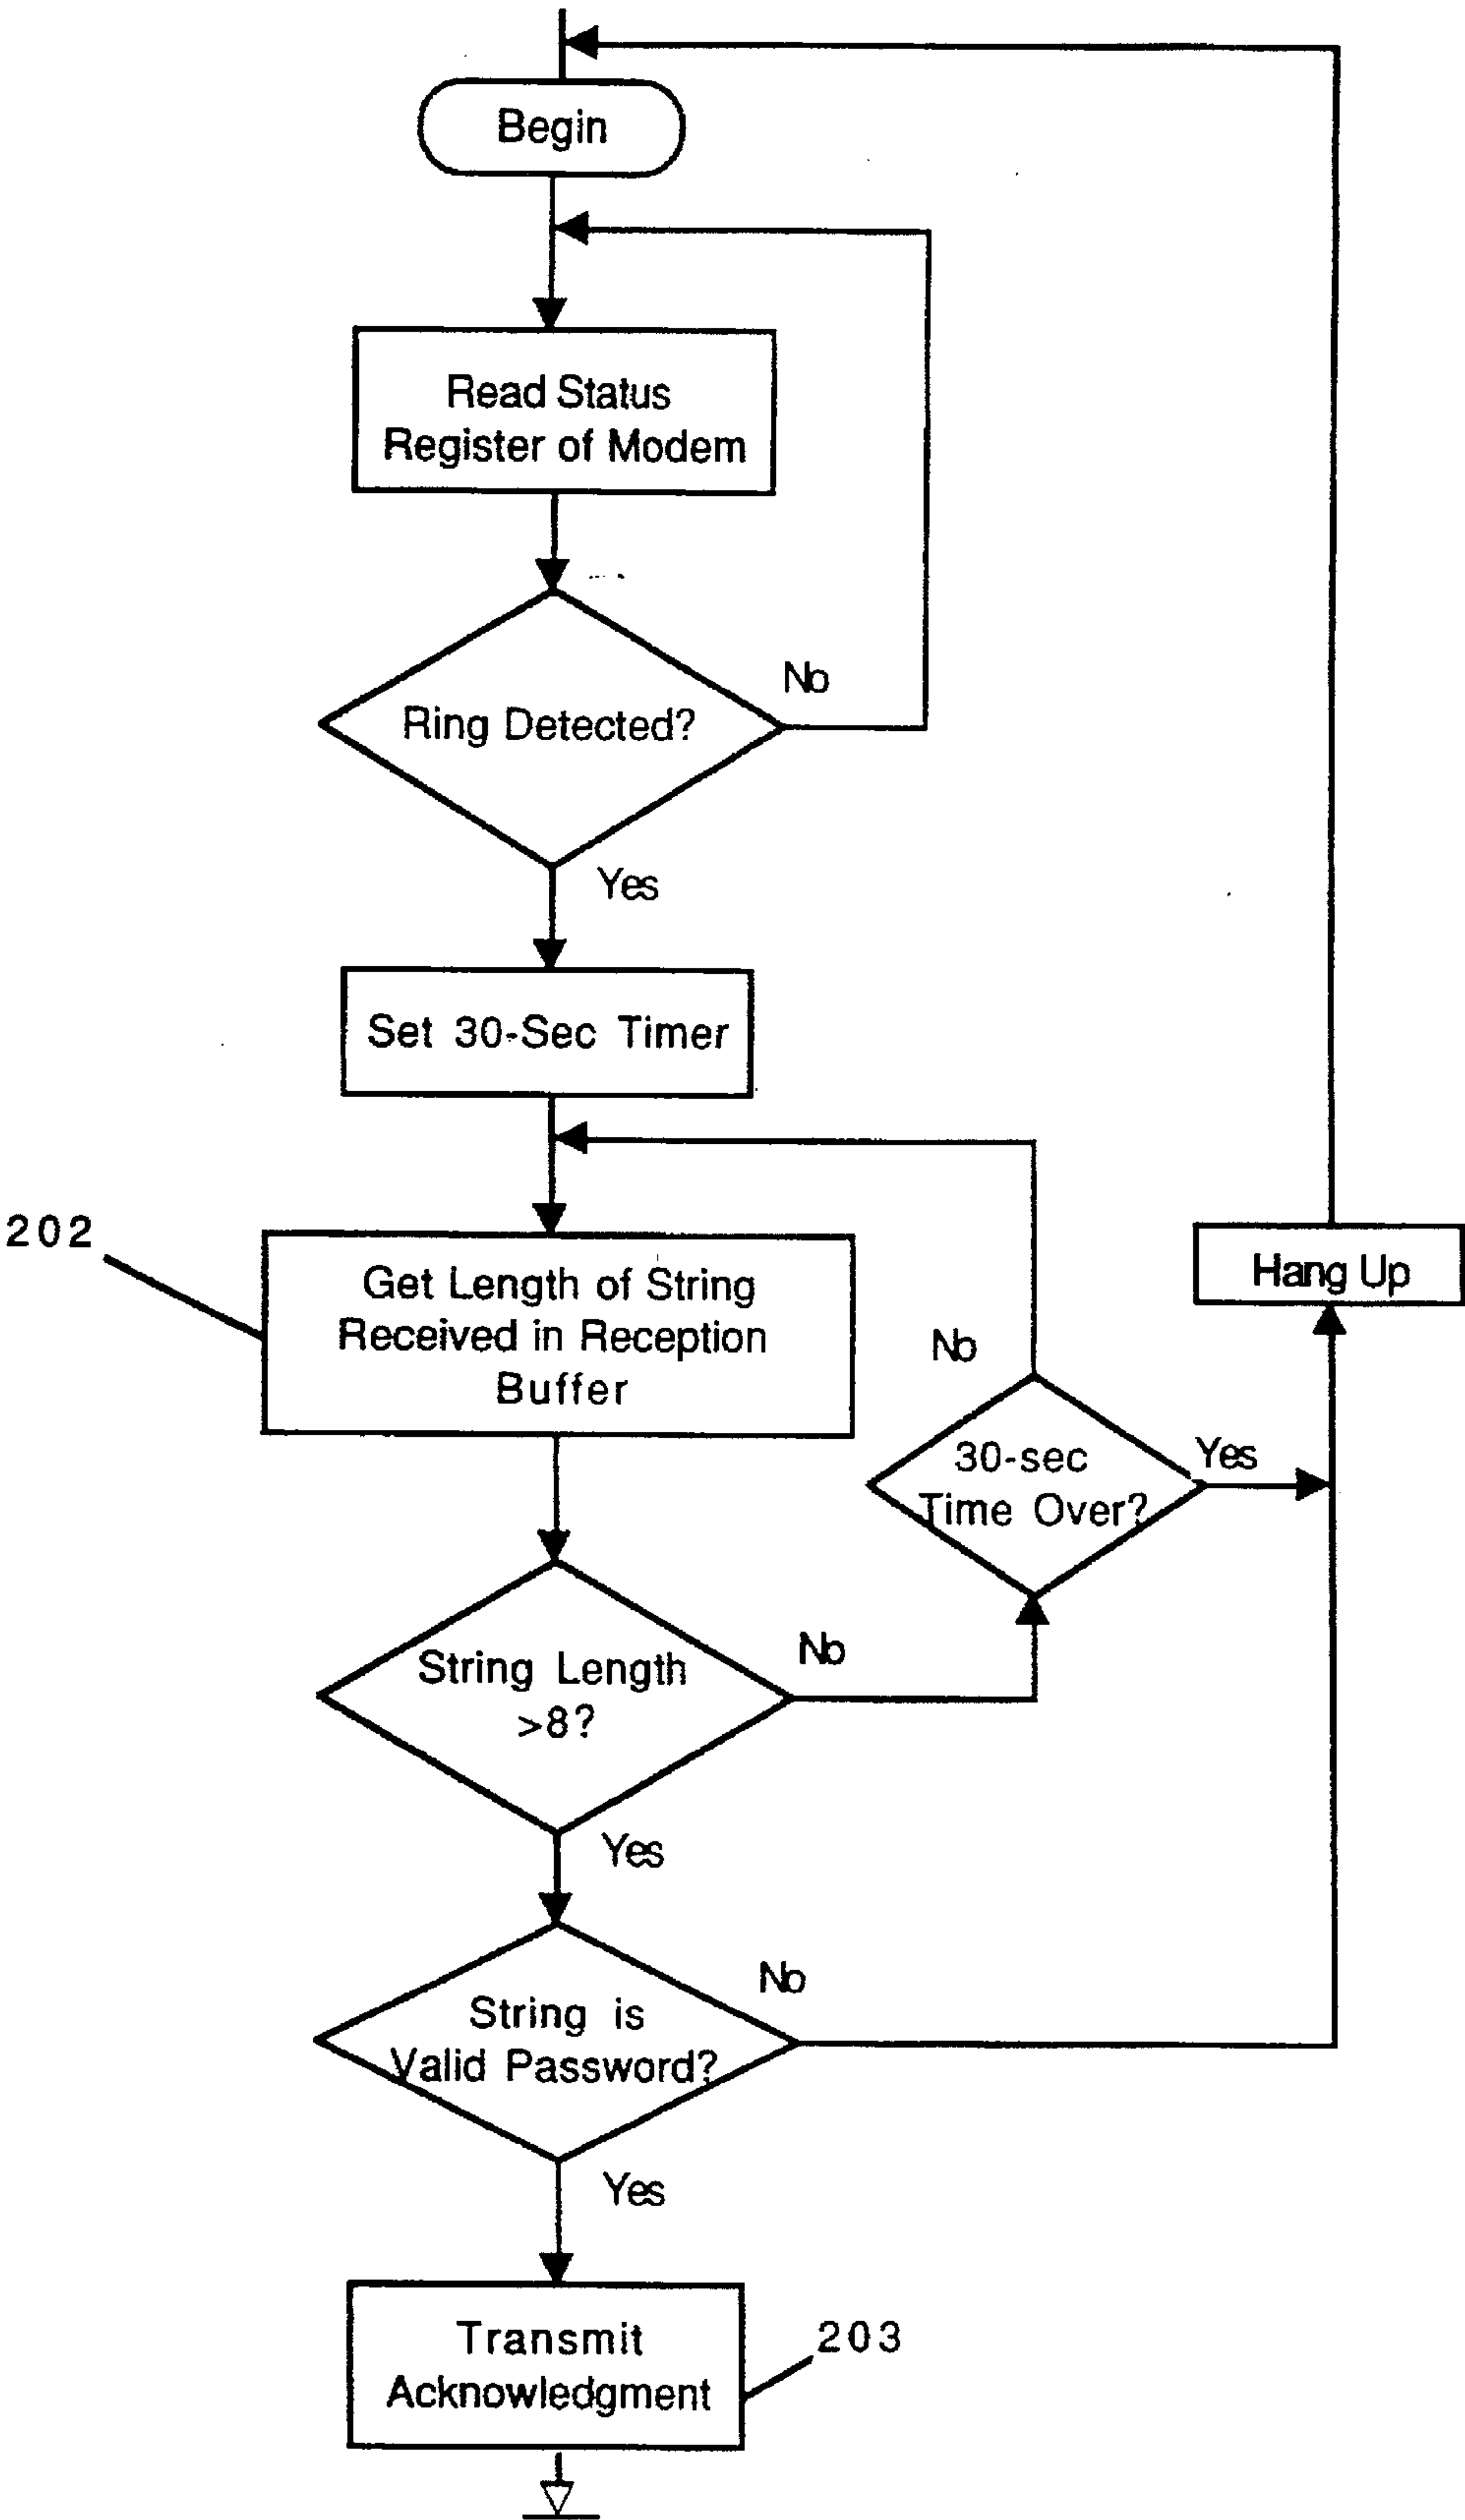 Begin
Read Status
Register of Modem
Ring Detected?
No
Yes
Set 30-Sec Timer
202
Get Length of String
Received in Reception
Buffer
Hang Up
No
30-sec
Time Over?
Yes
String Length
>8?
No
Yes
String is
Valid Password?
No
Yes
Transmit
Acknowledgment
203